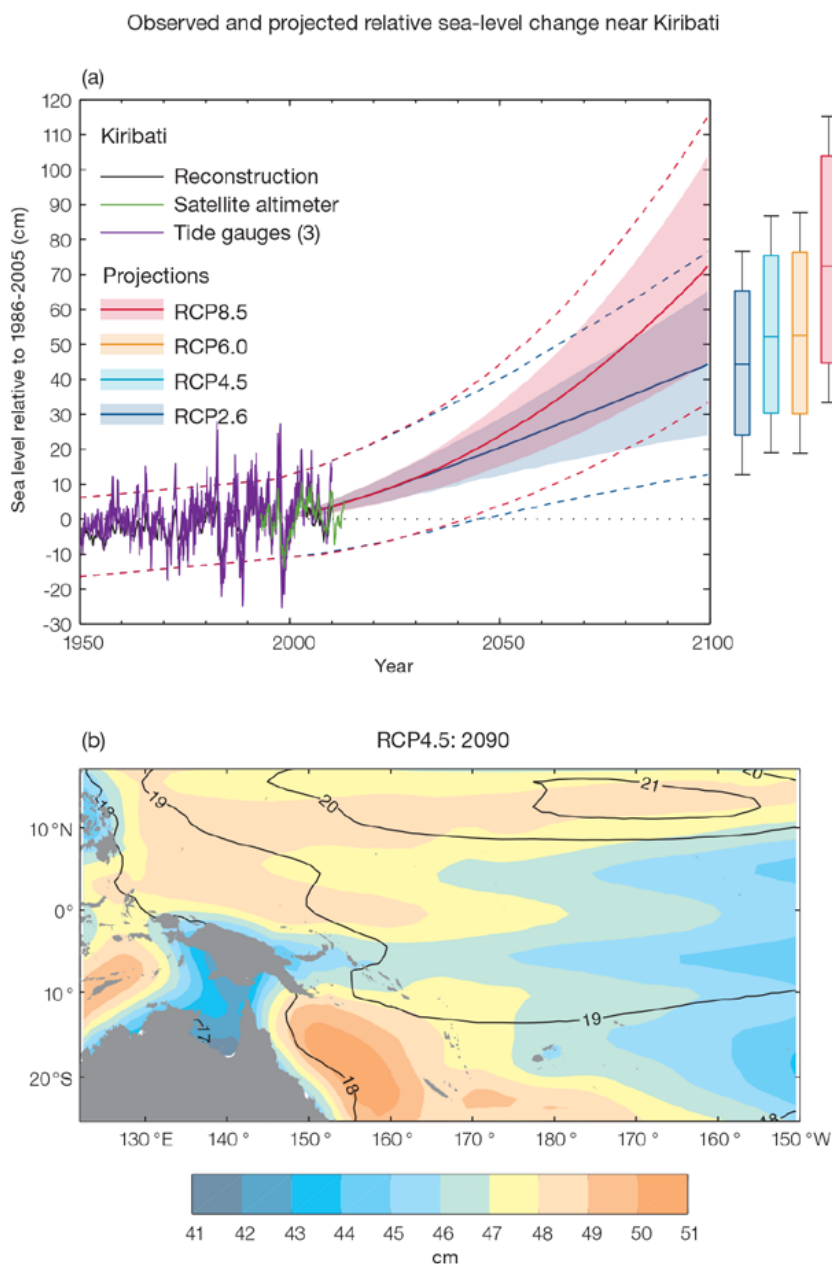 Observed and projected relative sea-level change near Kiribati
(a)
120
110
100
90
80
70
60
50
40
30
20
10
0
-10
-20
-30
Sea level relative to 1986-2005 (cm)
Kiribati
Reconstruction
Satellite altimeter
Tide gauges (3)
Projections
RCP8.5
RCP6.0
RCP4.5
RCP2.6
1950 2000 2050 2100
Year
(b) RCP4.5: 2090
18
19
20
21
20
10 °N
0°
10 °
20 °S
19
17
18
18
130 °E 140 ° 150 ° 160 ° 170 ° 180 ° 170 ° 160 ° 150 °W
41 42 43 44 45 46 47 48 49 50 51
cm